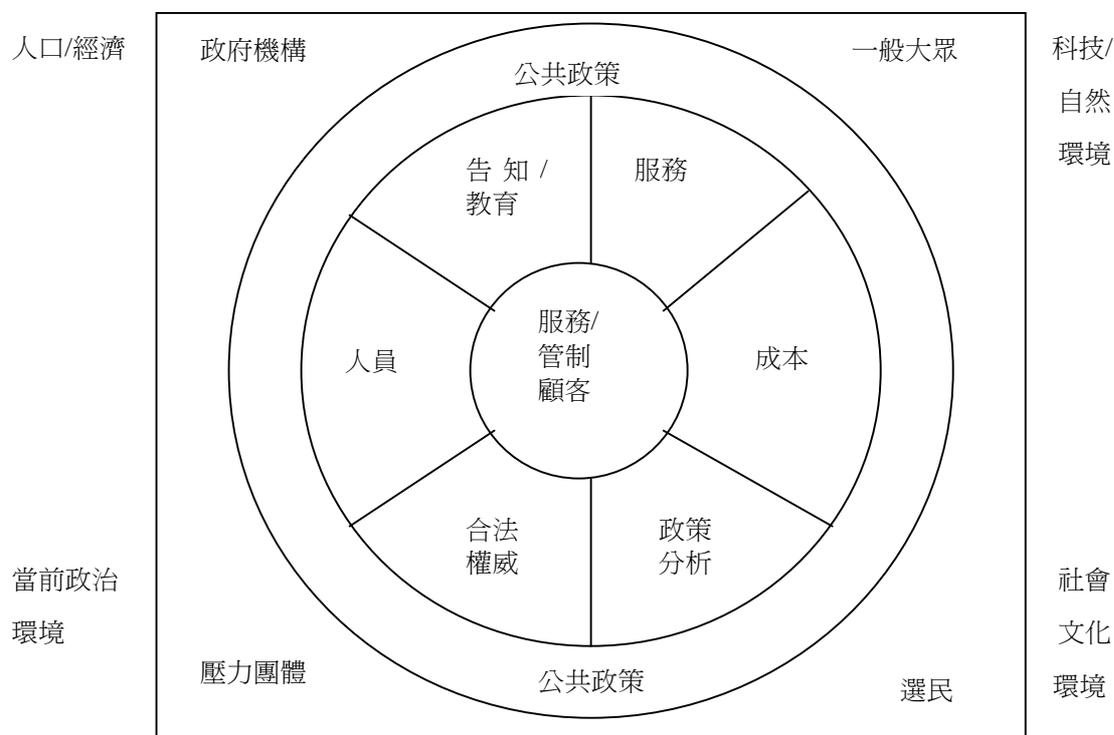 人口/經濟
政府機構
一般大眾
科技/
自然
環境
公共政策
告 知 /
教育
服務
人員
服務/
管制
顧客
成本
合法
權威
政策
分析
當前政治
環境
社會
文化
環境
壓力團體
公共政策
選民